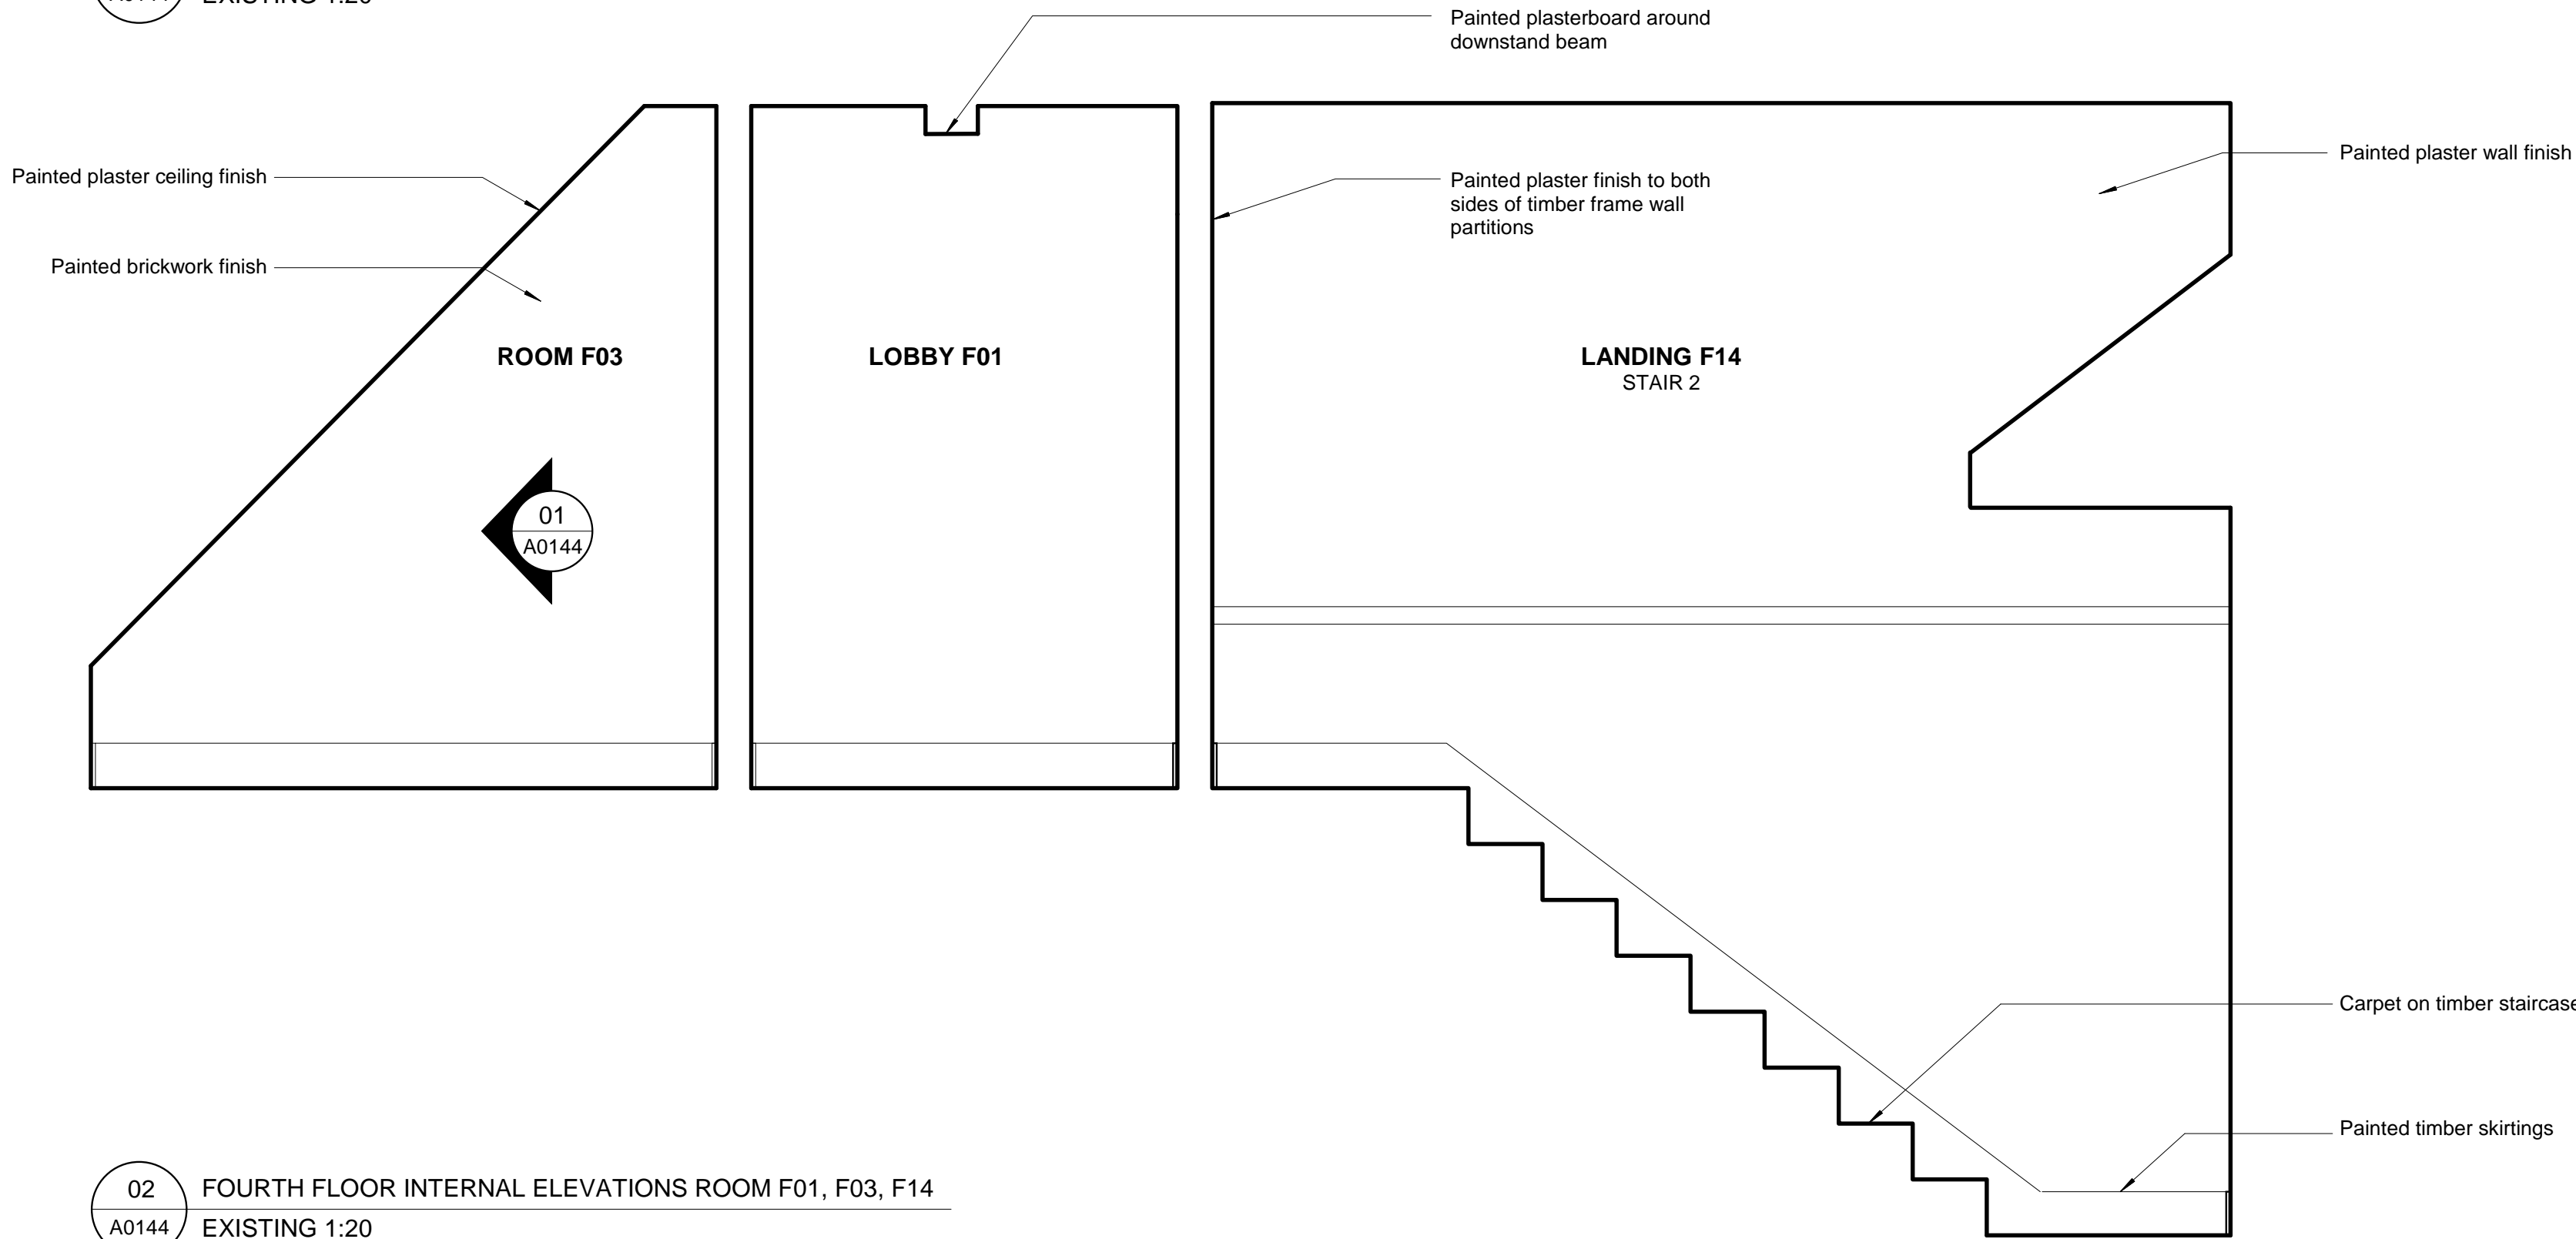 EXISTING 1:20
Painted plasterboard around
downstand beam
Painted plaster ceiling finish
Painted brickwork finish
Painted plaster finish to both
sides of timber frame wall
partitions
Painted plaster wall finish
ROOM F03
LOBBY F01
LANDING F14
STAIR 2
01
A0144
Carpet on timber staircase
Painted timber skirtings
02
A0144
FOURTH FLOOR INTERNAL ELEVATIONS ROOM F01, F03, F14
EXISTING 1:20